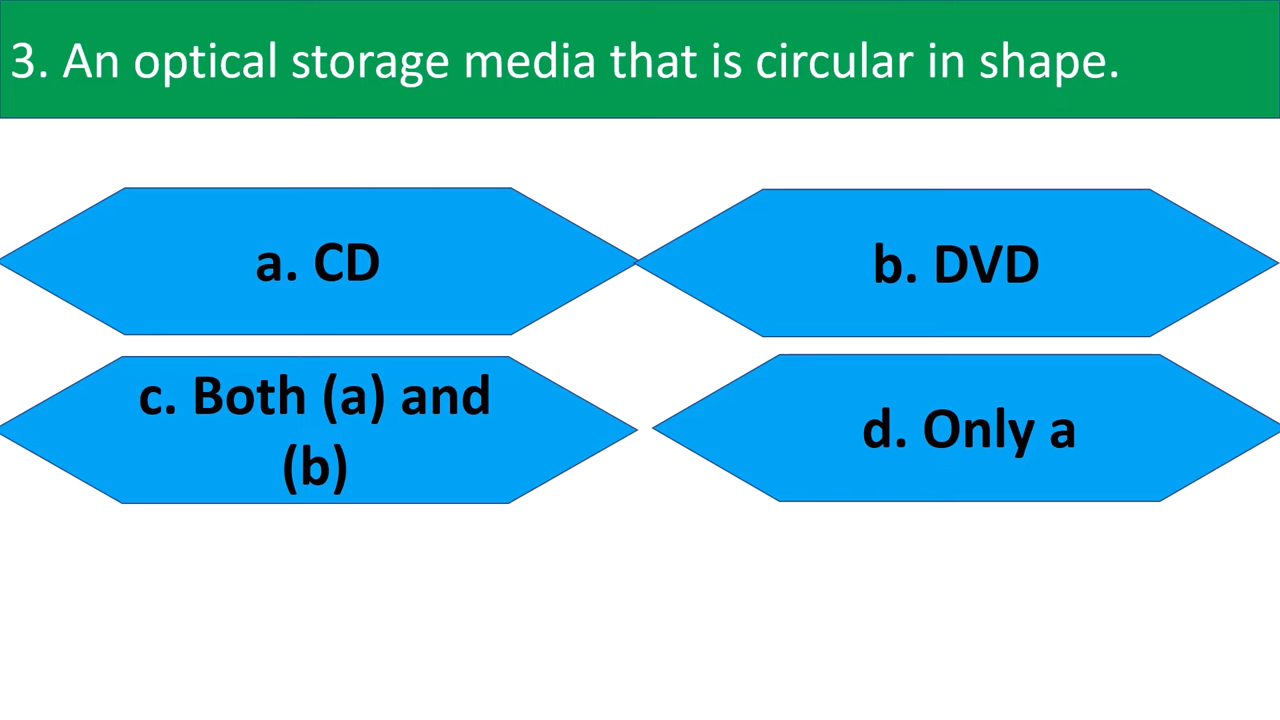 3. An optical storage media that is circular in shape.
a. CD
b. DVD
c. Both (a) and
(b)
d. Only a